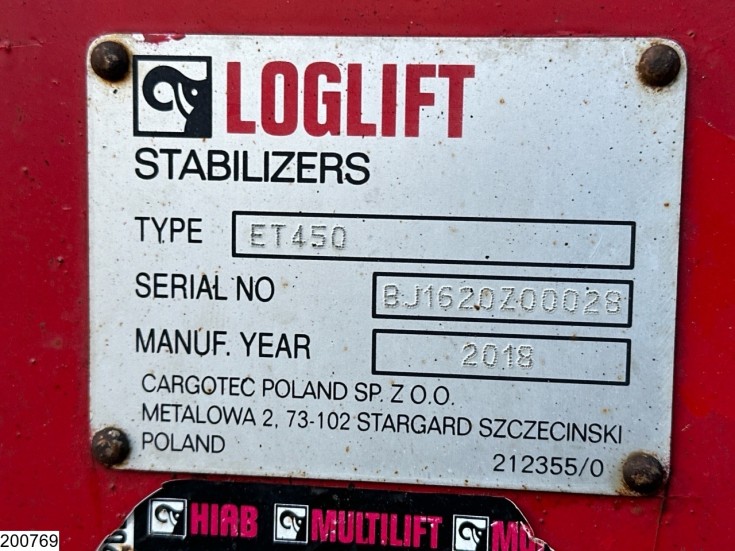 LOGLIFT
STABILIZERS
TYPE ET450
SERIAL NO BJ1620Z00028
MANUF. YEAR 2018
CARGOTEC POLAND SP. Z O.O.
METALOWA 2, 73-102 STARGARD SZCZECINSKI
POLAND
212355/0
HIAB MULTILIFT
200769